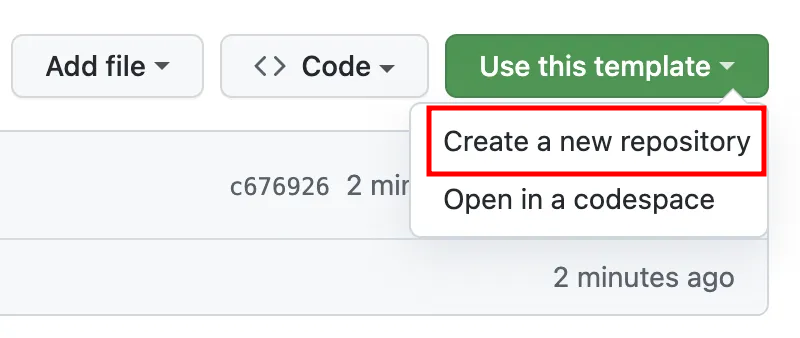 Add file
<> Code
Use this template
Create a new repository
c676926 2 min
Open in a codespace
2 minutes ago